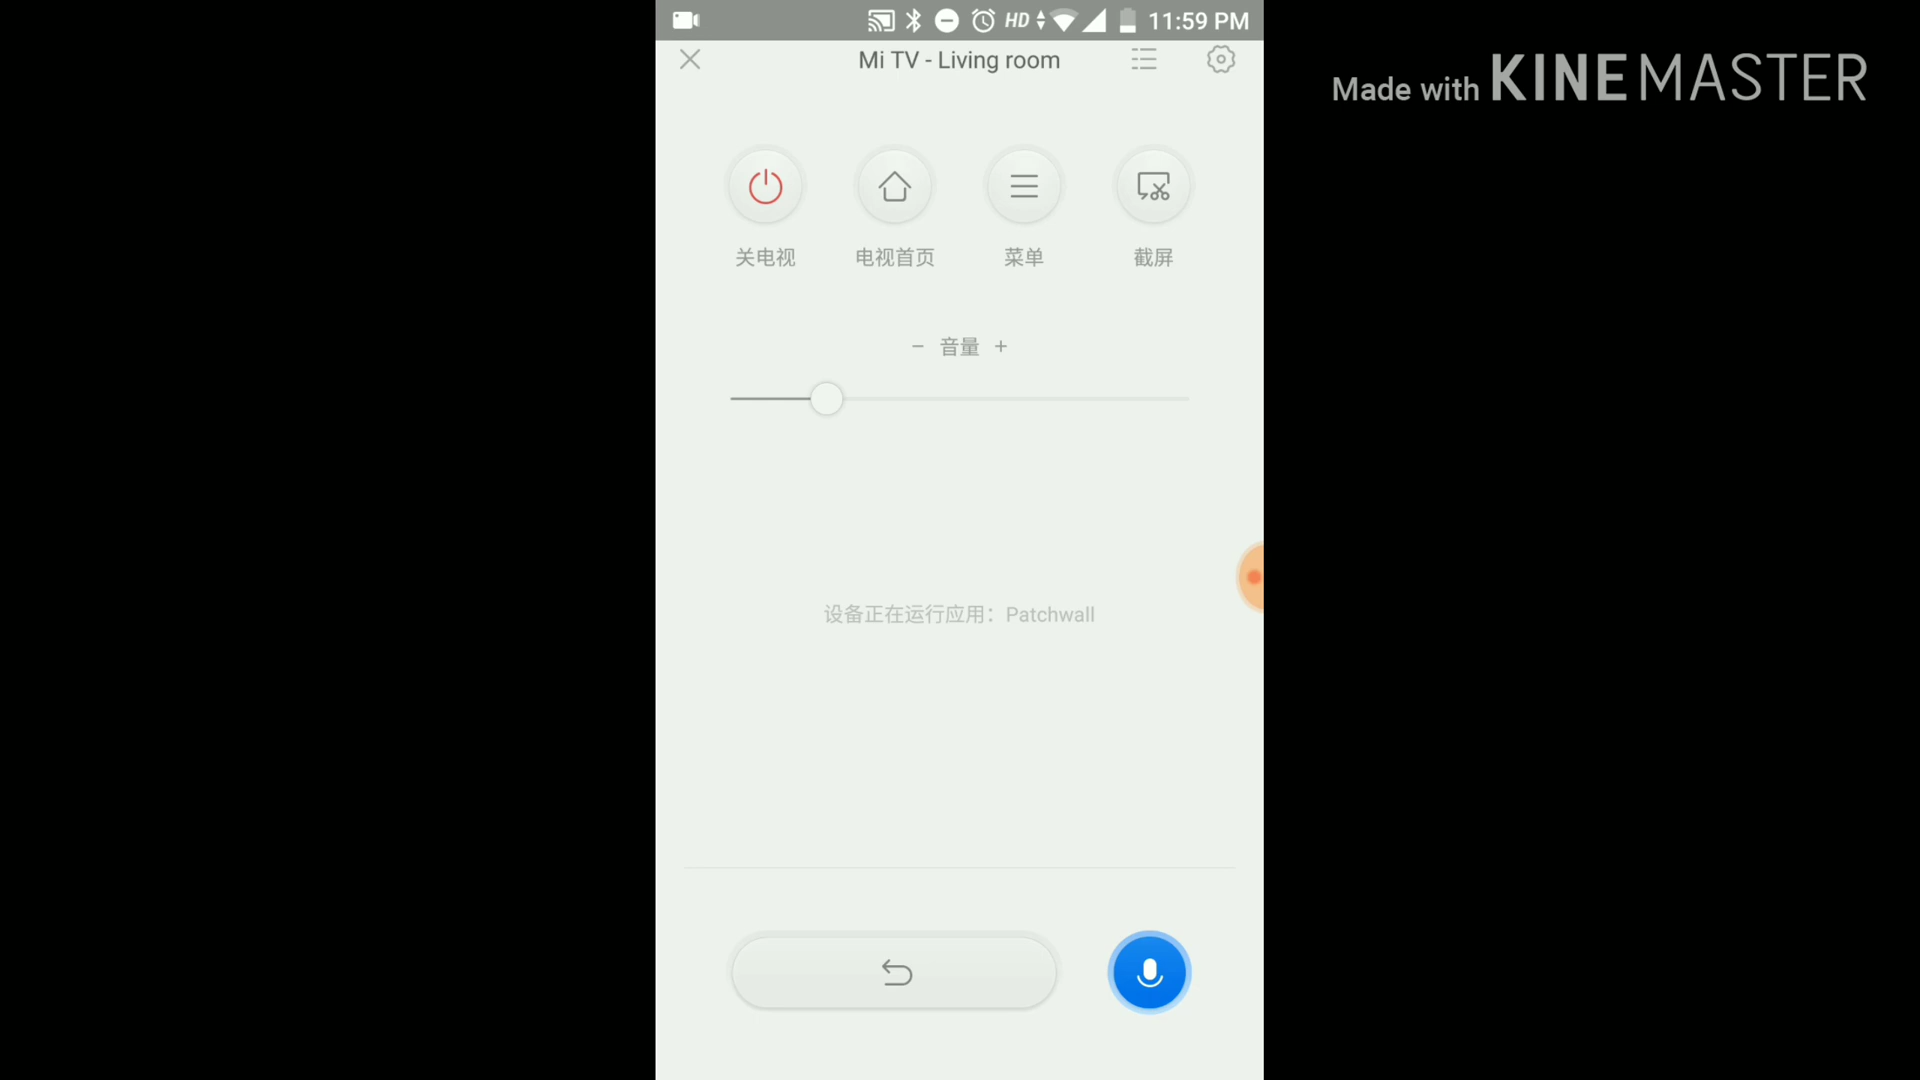 HD 11:59 PM
Mi TV - Living room
Made with KINEMASTER
关电视 电视首页 菜单 截屏
- 音量 +
设备正在运行应用：Patchwall